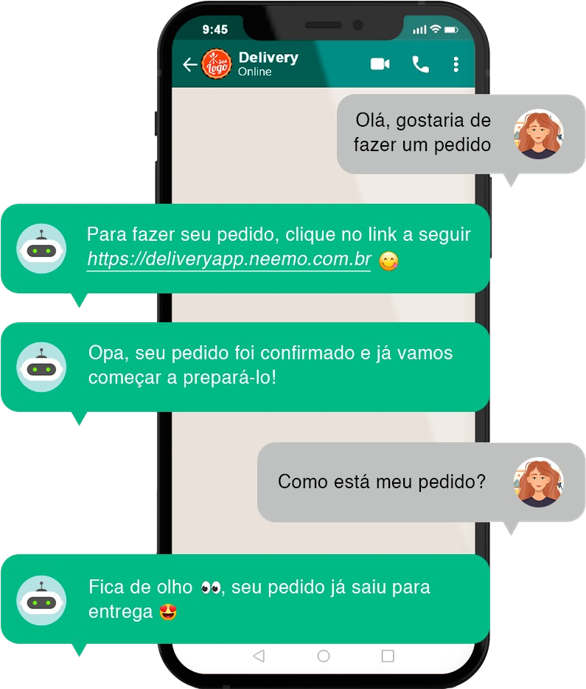 9:45
Seu
Logo
Delivery
Online
Olá, gostaria de
fazer um pedido
Para fazer seu pedido, clique no link a seguir
https://deliveryapp.neemo.com.br 😋
Opa, seu pedido foi confirmado e já vamos
começar a prepará-lo!
Como está meu pedido?
Fica de olho 👀, seu pedido já saiu para
entrega 😍